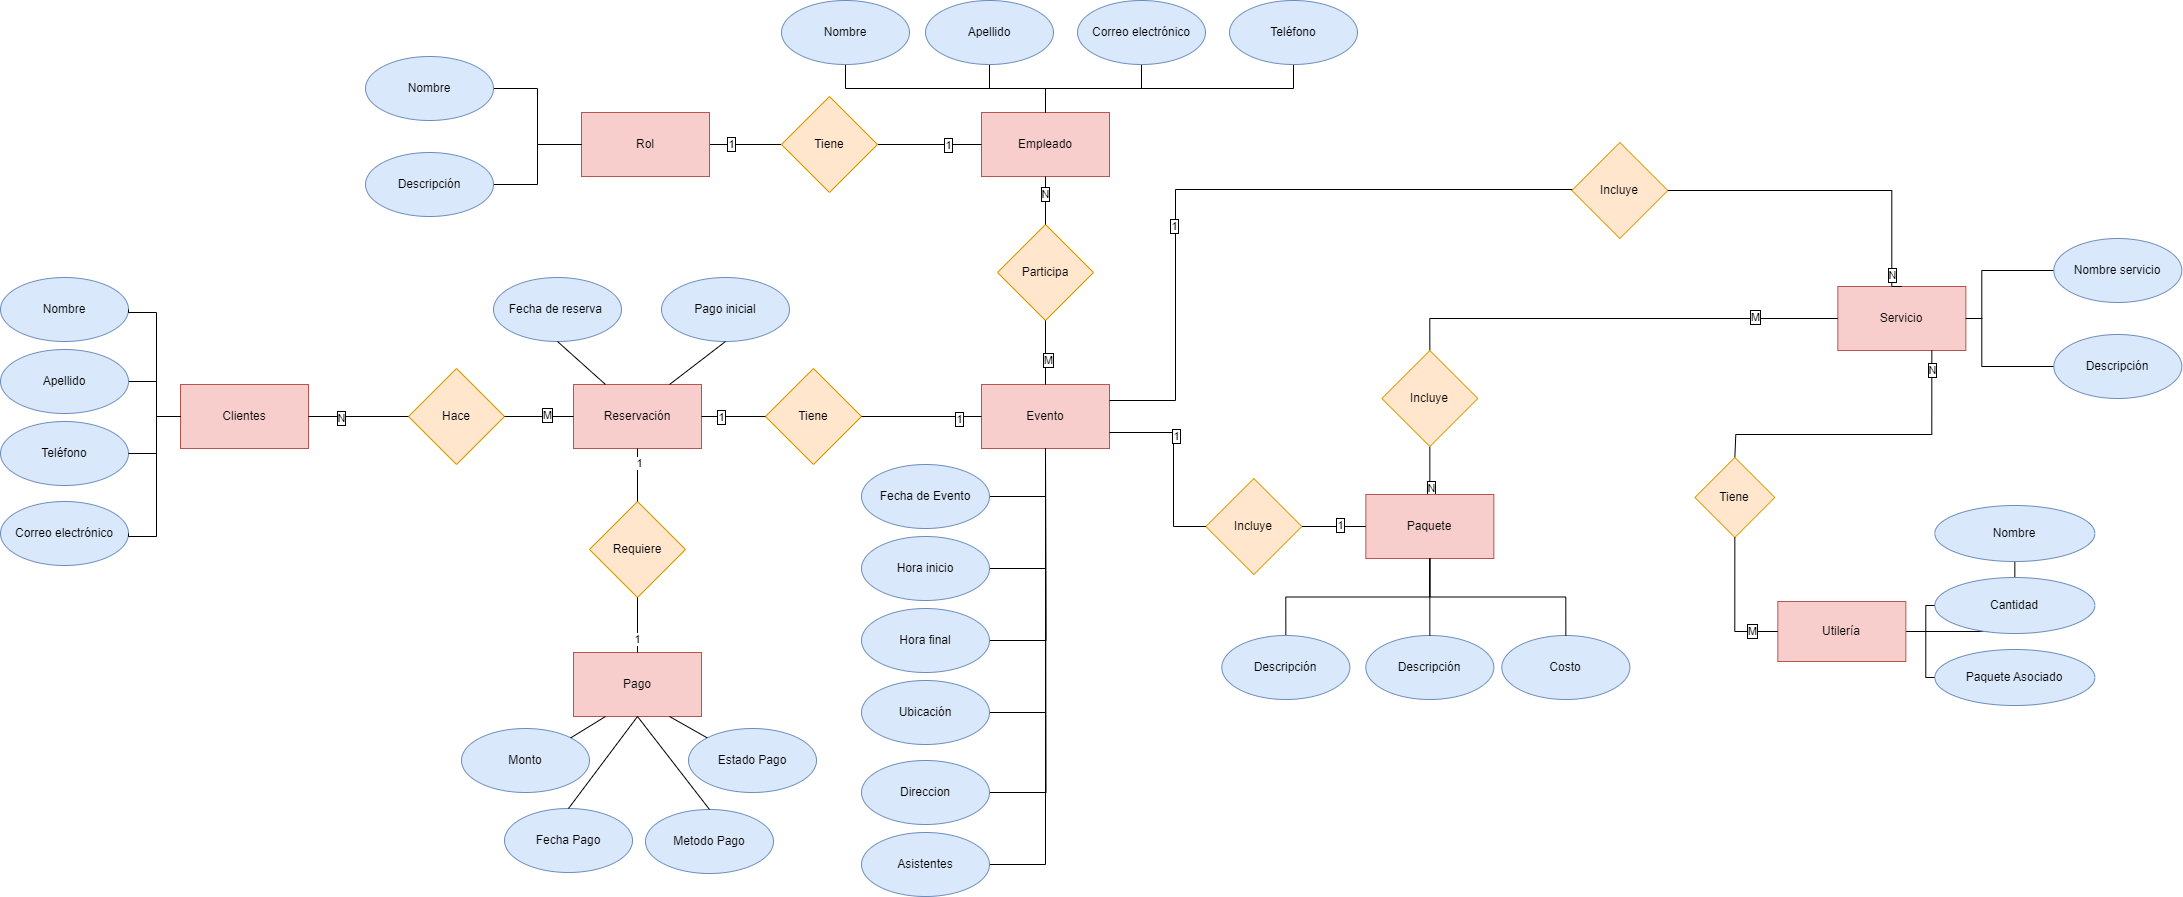 Nombre
Apellido
Correo electrónico
Teléfono
Nombre
Descripción
Rol
1
Tiene
1
Empleado
N
Participa
M
1
Incluye
N
Nombre servicio
Servicio
Descripción
M
N
Incluye
N
Nombre
Apellido
Teléfono
Correo electrónico
Clientes
N
Hace
M
Fecha de reserva
Pago inicial
Reservación
1
Tiene
1
Evento
1
Incluye
1
Paquete
Descripción
Descripción
Costo
Tiene
M
Utilería
Nombre
Cantidad
Paquete Asociado
1
Requiere
1
Pago
Monto
Estado Pago
Fecha Pago
Metodo Pago
Fecha de Evento
Hora inicio
Hora final
Ubicación
Direccion
Asistentes